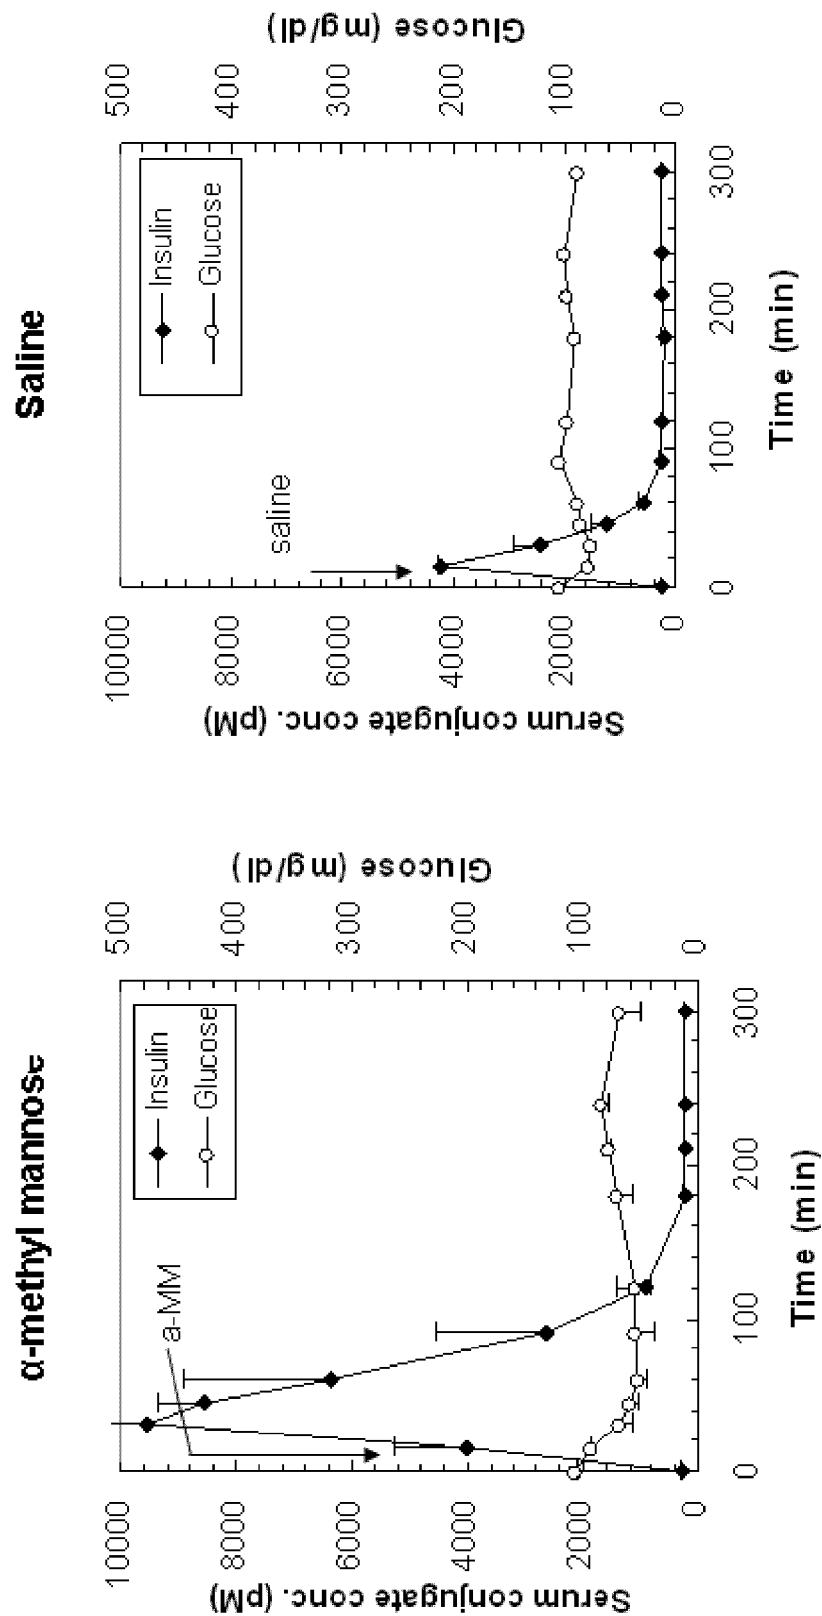 α-methyl mannose
Serum conjugate conc. (pM)
10000
8000
6000
4000
2000
0
a-MM
Insulin
Glucose
500
400
300
200
100
0
Glucose (mg/dl)
0
100
200
300
Time (min)
Saline
Serum conjugate conc. (pM)
10000
8000
6000
4000
2000
0
saline
Insulin
Glucose
500
400
300
200
100
0
Glucose (mg/dl)
0
100
200
300
Time (min)